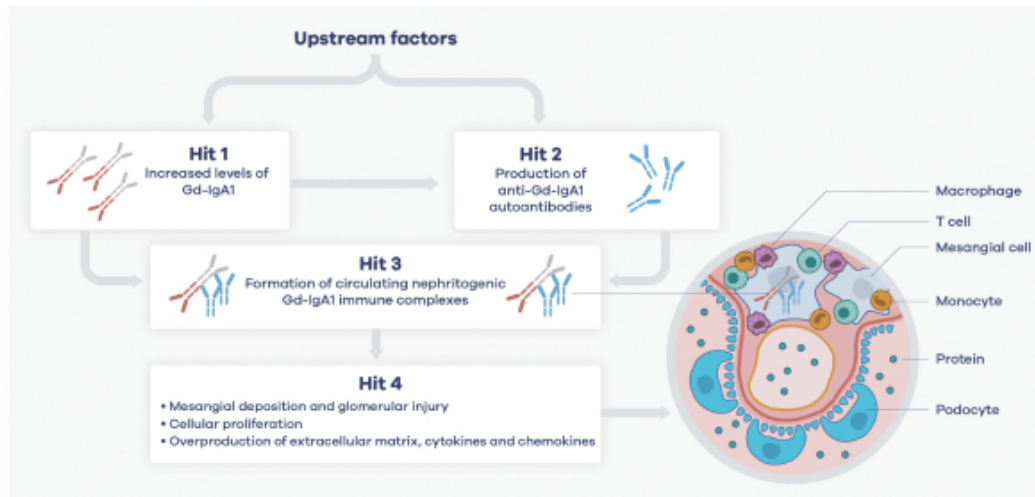 Upstream factors
Hit 1
Increased levels of
Gd-IgA1
Hit 2
Production of
anti-Gd-IgA1
autoantibodies
Hit 3
Formation of circulating nephritogenic
Gd-IgA1 immune complexes
Hit 4
• Mesangial deposition and glomerular injury
• Cellular proliferation
• Overproduction of extracellular matrix, cytokines and chemokines
Macrophage
T cell
Mesangial cell
Monocyte
Protein
Podocyte